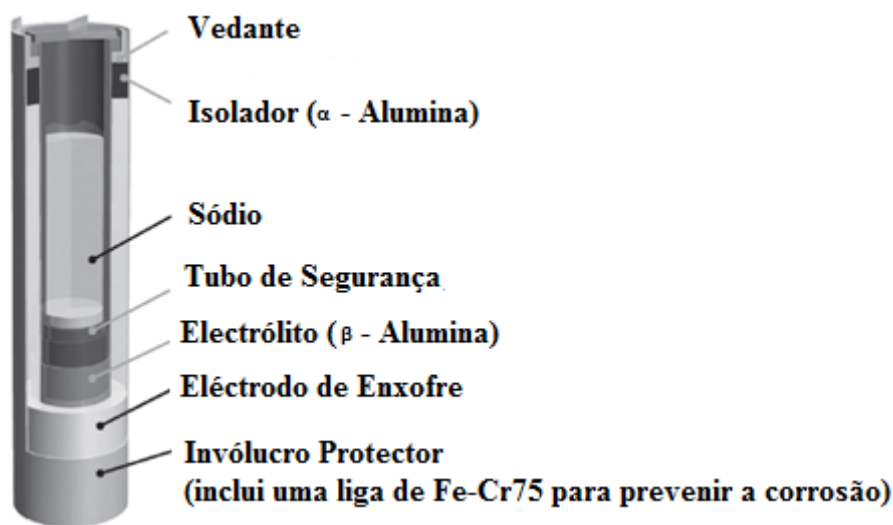 Vedante
Isolador (α - Alumina)
Sódio
Tubo de Segurança
Electrólito (β - Alumina)
Eléctrodo de Enxofre
Invólucro Protector
(inclui uma liga de Fe-Cr75 para prevenir a corrosão)